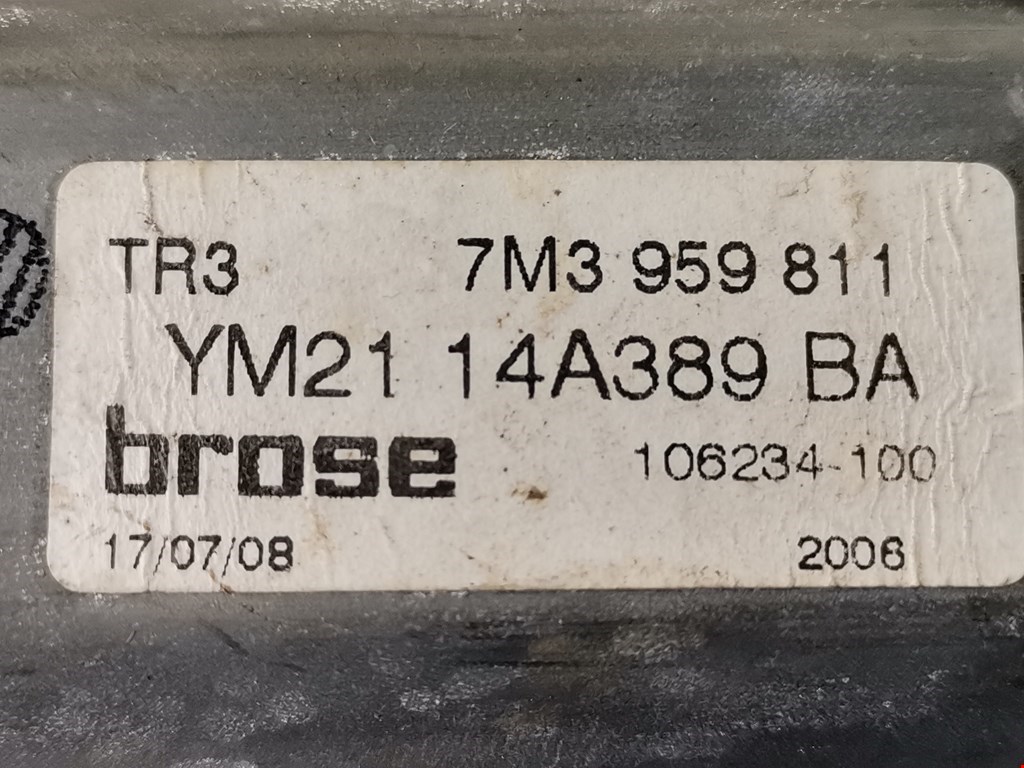 TR3 7M3 959 811
YM21 14A389 BA
brose 106234-100
17/07/08 2006